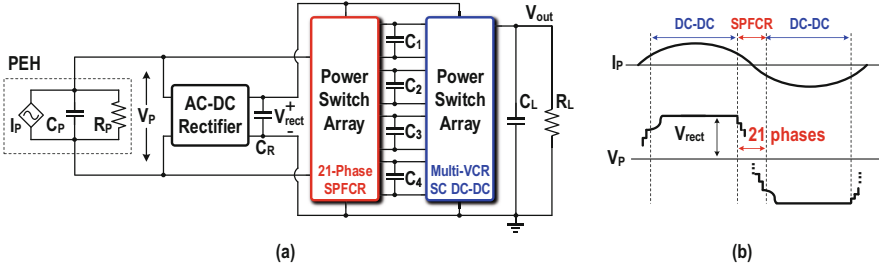 PEH
I_P
C_P
R_P
V_P
AC-DC
Rectifier
+
V_rect
-
C_R
Power
Switch
Array
21-Phase
SPFCR
C_1
C_2
C_3
C_4
Power
Switch
Array
Multi-VCR
SC DC-DC
V_out
C_L
R_L
(a)
DC-DC
SPFCR
DC-DC
I_P
V_rect
21 phases
V_P
(b)